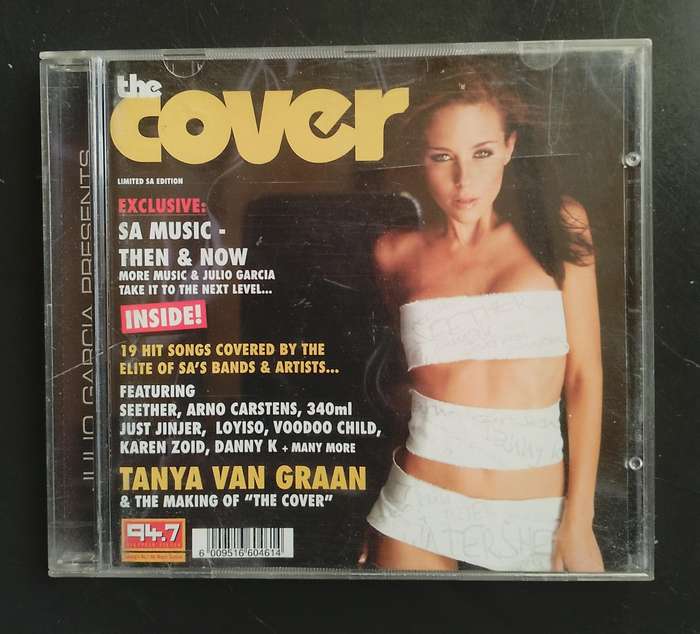 the
cover
LIMITED SA EDITION
EXCLUSIVE:
SA MUSIC -
THEN & NOW
MORE MUSIC & JULIO GARCIA
TAKE IT TO THE NEXT LEVEL...
INSIDE!
19 HIT SONGS COVERED BY THE
ELITE OF SA'S BANDS & ARTISTS...
FEATURING
SEETHER, ARNO CARSTENS, 340ml
JUST JINJER, LOYISO, VOODOO CHILD,
KAREN ZOID, DANNY K + MANY MORE
TANYA VAN GRAAN
& THE MAKING OF "THE COVER"
94.7
6 009516 604614
JULIO GARCIA PRESENTS
SEETHER
DANNY K